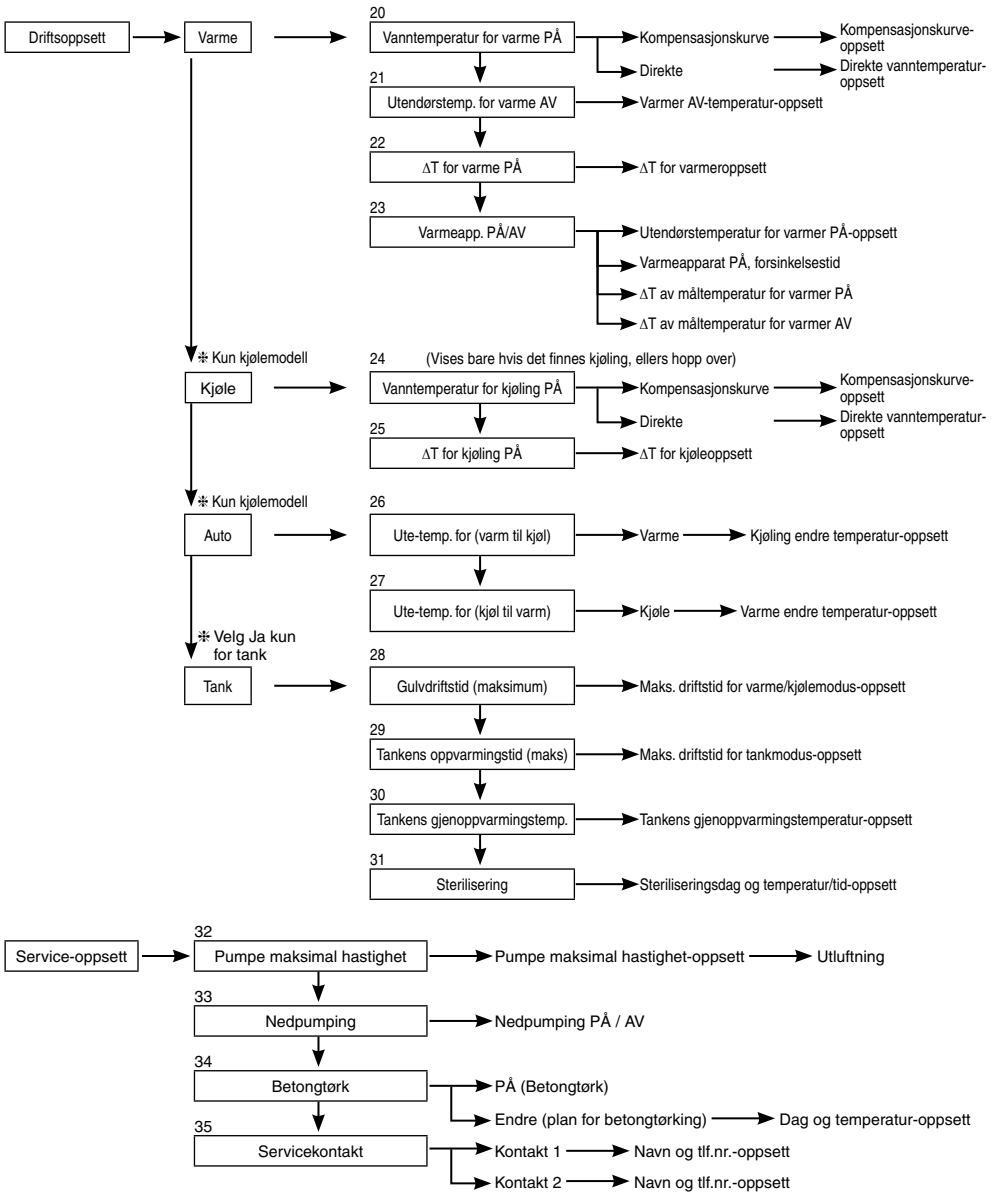 20
Driftsoppsett
Varme
Vanntemperatur for varme PÅ
Kompensasjonskurve
Kompensasjonskurve-
oppsett
Direkte
Direkte vanntemperatur-
oppsett
21
Utendørstemp. for varme AV
Varmer AV-temperatur-oppsett
22
ΔT for varme PÅ
ΔT for varmeroppsett
23
Varmeapp. PÅ/AV
Utendørstemperatur for varmer PÅ-oppsett
Varmeapparat PÅ, forsinkelsestid
ΔT av måltemperatur for varmer PÅ
ΔT av måltemperatur for varmer AV
❉ Kun kjølemodell
24
(Vises bare hvis det finnes kjøling, ellers hopp over)
Kjøle
Vanntemperatur for kjøling PÅ
Kompensasjonskurve
Kompensasjonskurve-
oppsett
Direkte
Direkte vanntemperatur-
oppsett
25
ΔT for kjøling PÅ
ΔT for kjøleoppsett
❉ Kun kjølemodell
26
Auto
Ute-temp. for (varm til kjøl)
Varme
Kjøling endre temperatur-oppsett
27
Ute-temp. for (kjøl til varm)
Kjøle
Varme endre temperatur-oppsett
❉ Velg Ja kun
for tank
28
Tank
Gulvdriftstid (maksimum)
Maks. driftstid for varme/kjølemodus-oppsett
29
Tankens oppvarmingstid (maks)
Maks. driftstid for tankmodus-oppsett
30
Tankens gjenoppvarmingstemp.
Tankens gjenoppvarmingstemperatur-oppsett
31
Sterilisering
Steriliseringsdag og temperatur/tid-oppsett
32
Service-oppsett
Pumpe maksimal hastighet
Pumpe maksimal hastighet-oppsett
Utluftning
33
Nedpumping
Nedpumping PÅ / AV
34
Betongtørk
PÅ (Betongtørk)
Endre (plan for betongtørking)
Dag og temperatur-oppsett
35
Servicekontakt
Kontakt 1
Navn og tlf.nr.-oppsett
Kontakt 2
Navn og tlf.nr.-oppsett